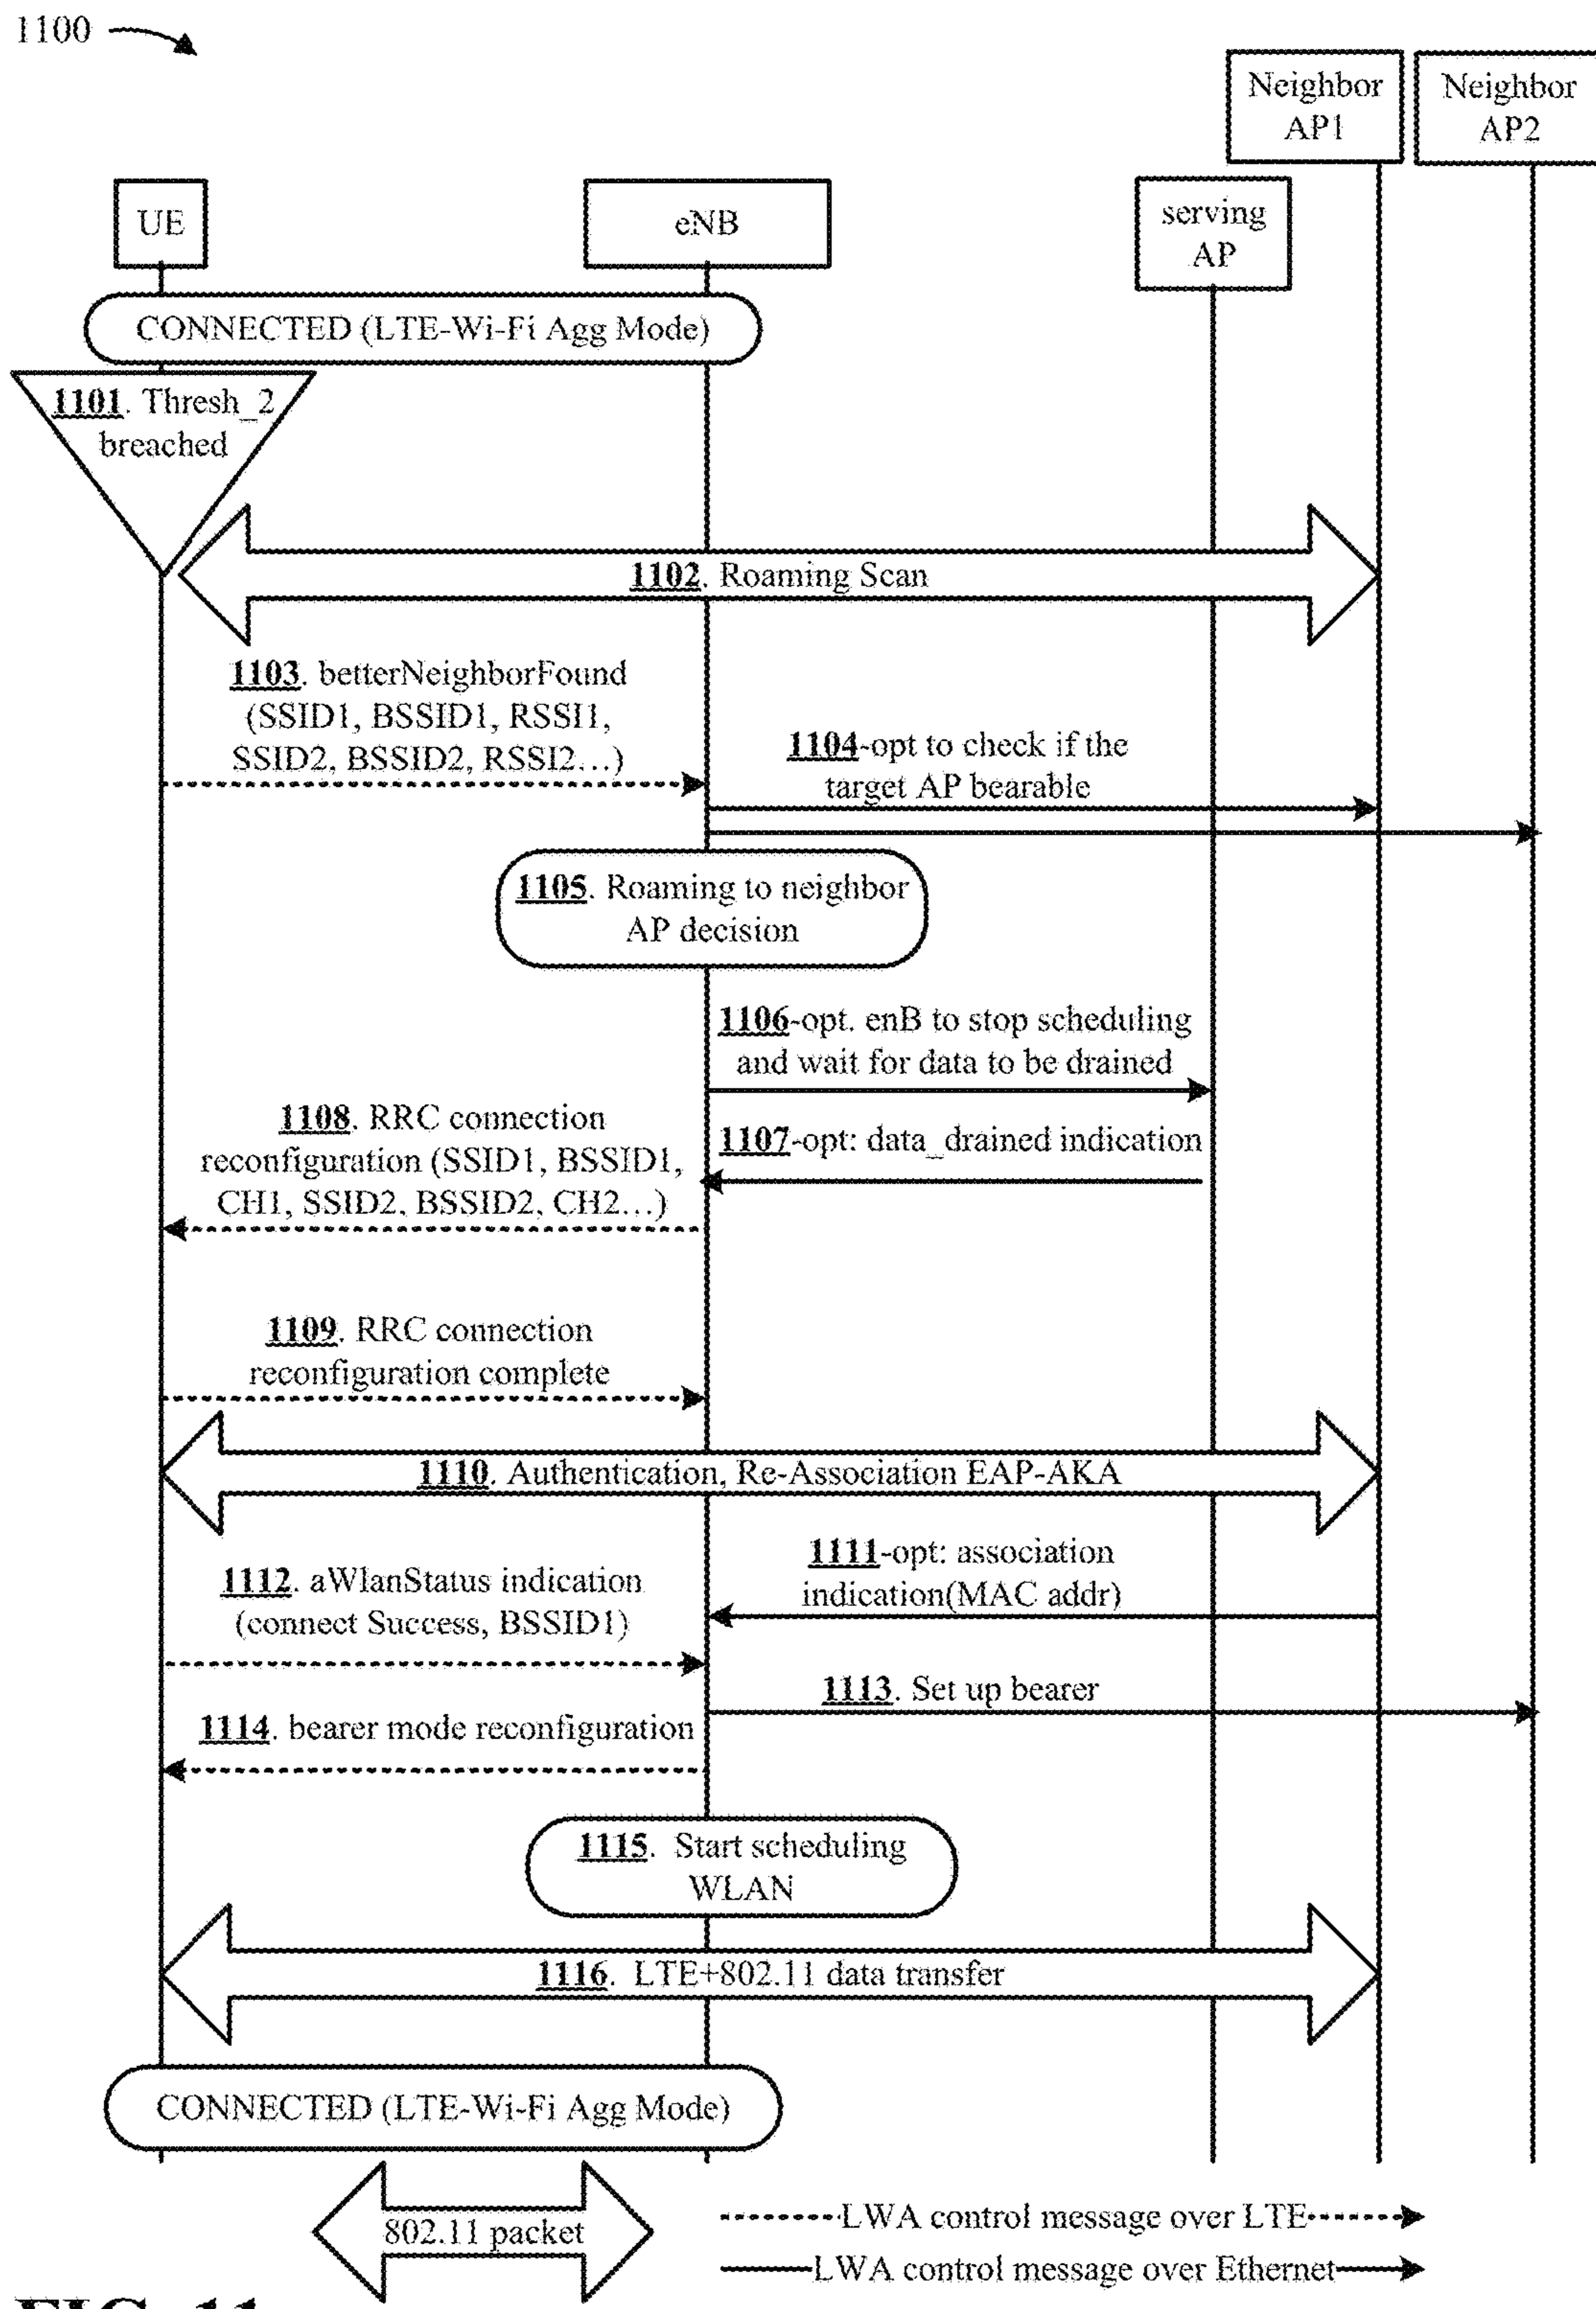 1100
Neighbor
AP1
Neighbor
AP2
UE
eNB
serving
AP
CONNECTED (LTE-Wi-Fi Agg Mode)
1101. Thresh_2
breached
1102. Roaming Scan
1103. betterNeighborFound
(SSID1, BSSID1, RSSI1,
SSID2, BSSID2, RSSI2…)
1104-opt to check if the
target AP bearable
1105. Roaming to neighbor
AP decision
1106-opt. enB to stop scheduling
and wait for data to be drained
1107-opt: data_drained indication
1108. RRC connection
reconfiguration (SSID1, BSSID1,
CH1, SSID2, BSSID2, CH2…)
1109. RRC connection
reconfiguration complete
1110. Authentication, Re-Association EAP-AKA
1111-opt: association
indication(MAC addr)
1112. aWlanStatus indication
(connect Success, BSSID1)
1113. Set up bearer
1114. bearer mode reconfiguration
1115. Start scheduling
WLAN
1116. LTE+802.11 data transfer
CONNECTED (LTE-Wi-Fi Agg Mode)
802.11 packet
LWA control message over LTE
LWA control message over Ethernet
FIG. 11